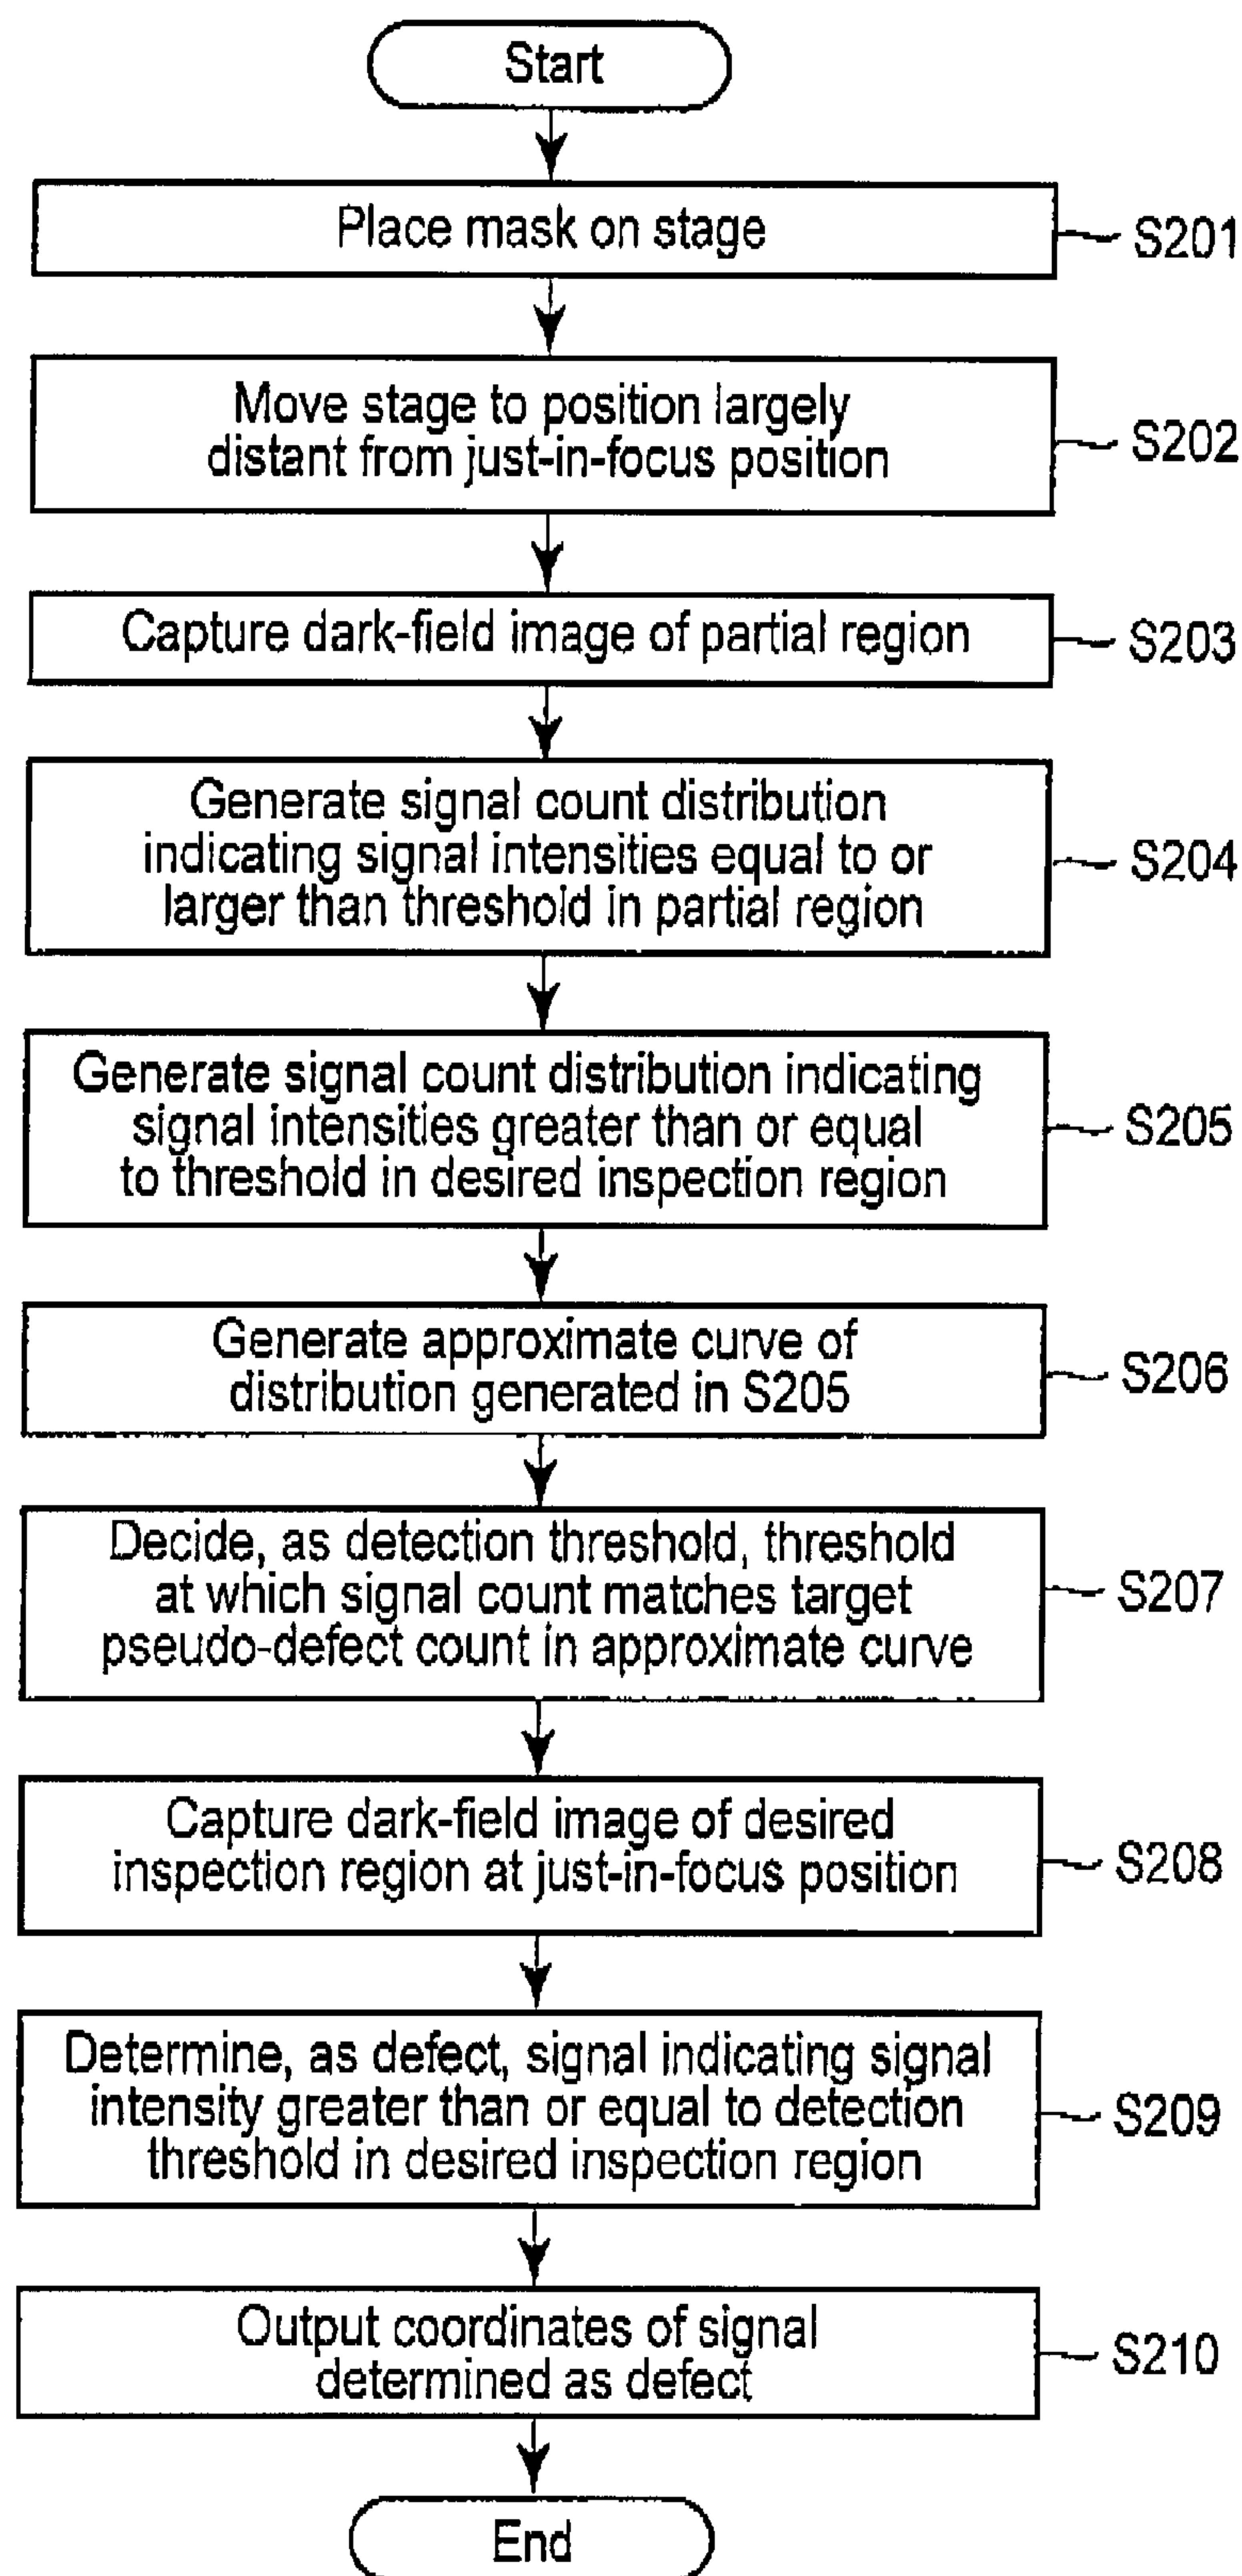 Start
Place mask on stage
S201
Move stage to position largely
distant from just-in-focus position
S202
Capture dark-field image of partial region
S203
Generate signal count distribution
indicating signal intensities equal to or
larger than threshold in partial region
S204
Generate signal count distribution indicating
signal intensities greater than or equal
to threshold in desired inspection region
S205
Generate approximate curve of
distribution generated in S205
S206
Decide, as detection threshold, threshold
at which signal count matches target
pseudo-defect count in approximate curve
S207
Capture dark-field image of desired
inspection region at just-in-focus position
S208
Determine, as defect, signal indicating signal
intensity greater than or equal to detection
threshold in desired inspection region
S209
Output coordinates of signal
determined as defect
S210
End